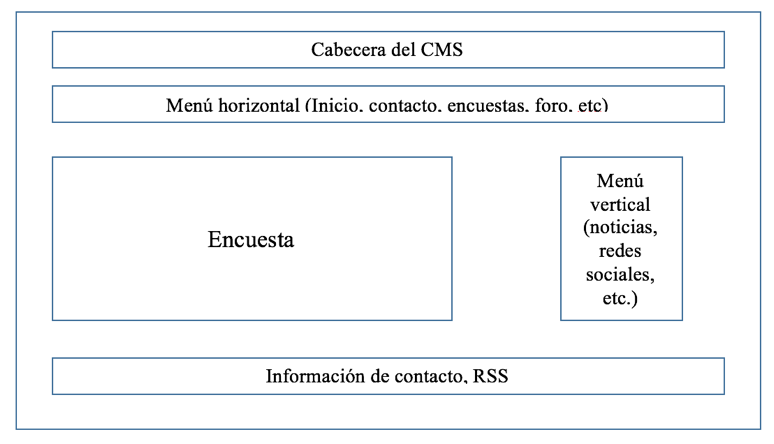 Cabecera del CMS
Menú horizontal (Inicio, contacto, encuestas, foro, etc)
Encuesta
Menú
vertical
(noticias,
redes
sociales,
etc.)
Información de contacto, RSS